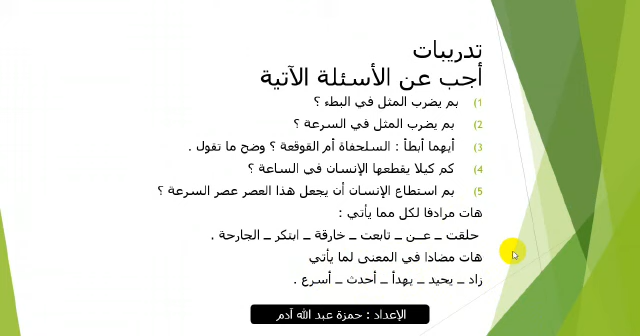 تدريبات
أجب عن الأسئلة الآتية
1) بم يضرب المثل في البطء ؟
2) بم يضرب المثل في السرعة ؟
3) أيهما أبطأ : السلحفاة أم القوقعة ؟ وضح ما تقول .
4) كم كيلا يقطعها الإنسان في الساعة ؟
5) بم استطاع الإنسان أن يجعل هذا العصر عصر السرعة ؟
هات مرادفا لكل مما يأتي :
حلقت – عــن – تابعت – خارقة – ابتكر – الجارحة .
هات مضادا في المعنى لما يأتي
زاد – يحيد – يهدأ – أحدث – أسرع .
الإعداد : حمزة عبد الله آدم